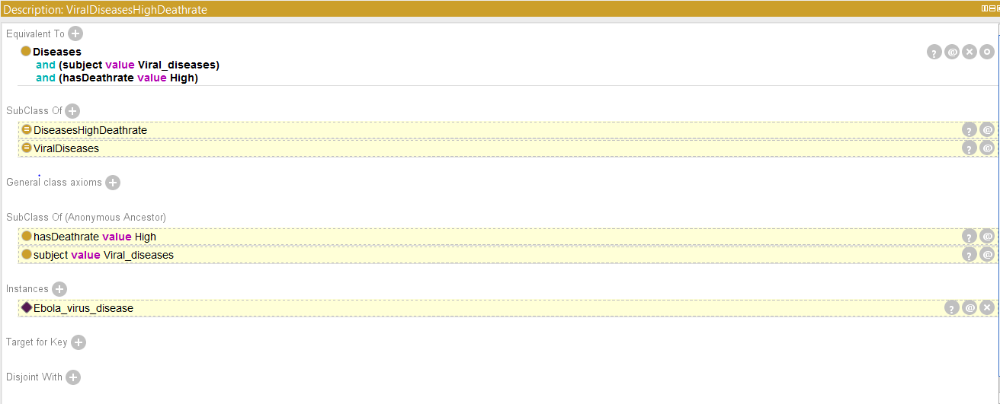 Description: ViralDiseasesHighDeathrate
Equivalent To
Diseases
and (subject value Viral_diseases)
and (hasDeathrate value High)
SubClass Of
DiseasesHighDeathrate
ViralDiseases
General class axioms
SubClass Of (Anonymous Ancestor)
hasDeathrate value High
subject value Viral_diseases
Instances
Ebola_virus_disease
Target for Key
Disjoint With